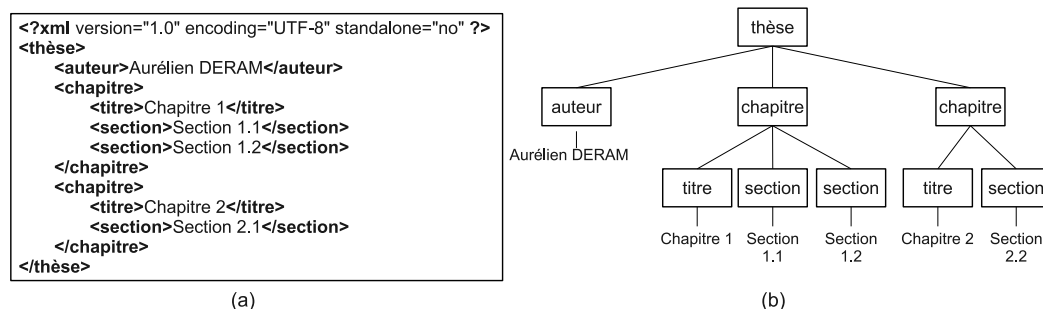 <?xml version="1.0" encoding="UTF-8" standalone="no" ?>
<thèse>
<auteur>Aurélien DERAM</auteur>
<chapitre>
<titre>Chapitre 1</titre>
<section>Section 1.1</section>
<section>Section 1.2</section>
</chapitre>
<chapitre>
<titre>Chapitre 2</titre>
<section>Section 2.1</section>
</chapitre>
</thèse>
(a)
thèse
auteur chapitre chapitre
Aurélien DERAM
titre section section titre section
Chapitre 1 Section Section Chapitre 2 Section
1.1 1.2 2.2
(b)